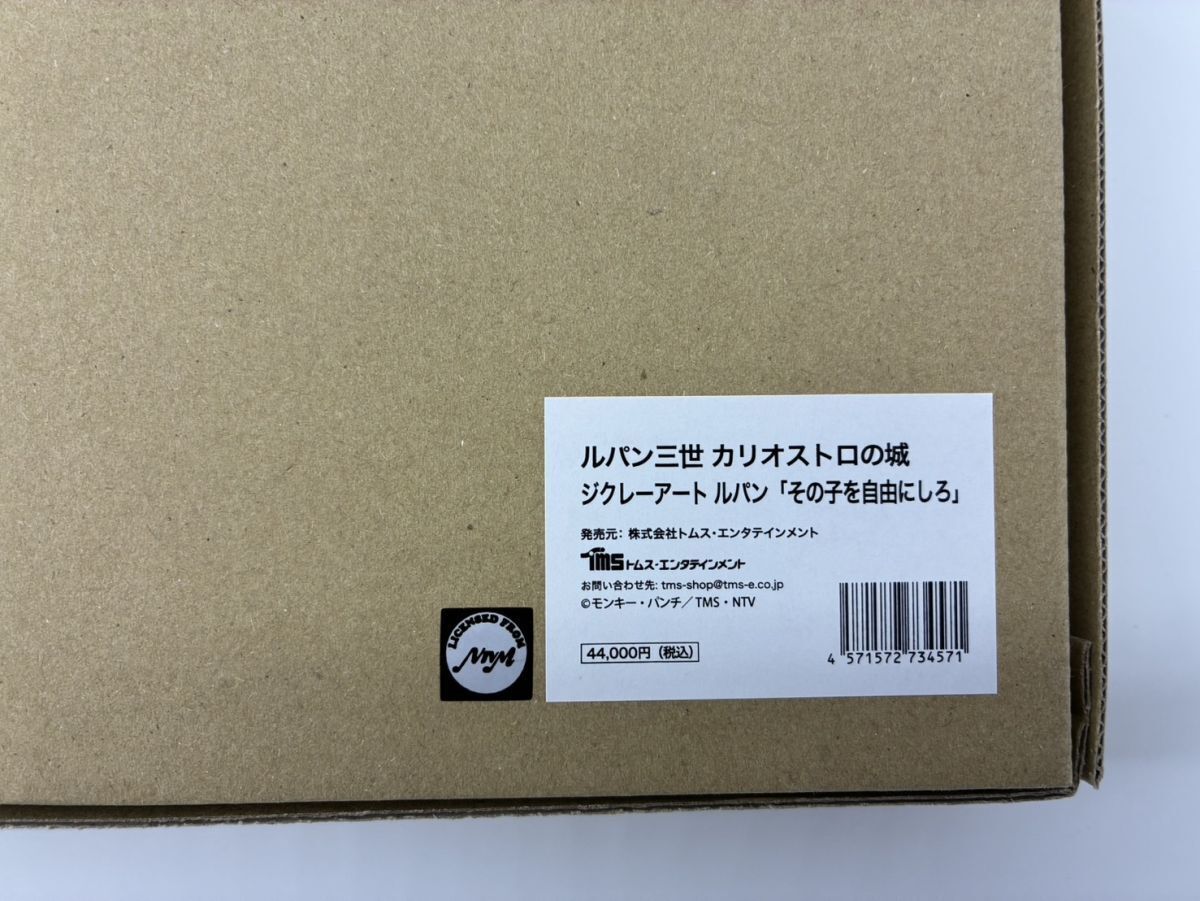 ルパン三世 カリオストロの城
ジクレーアート ルパン「その子を自由にしろ」
発売元: 株式会社トムス・エンタテインメント
TMS トムス・エンタテインメント
お問い合わせ先: tms-shop@tms-e.co.jp
©モンキー・パンチ／TMS・NTV
44,000円（税込）
4 571572 734571
LICENSED FROM
NTVM